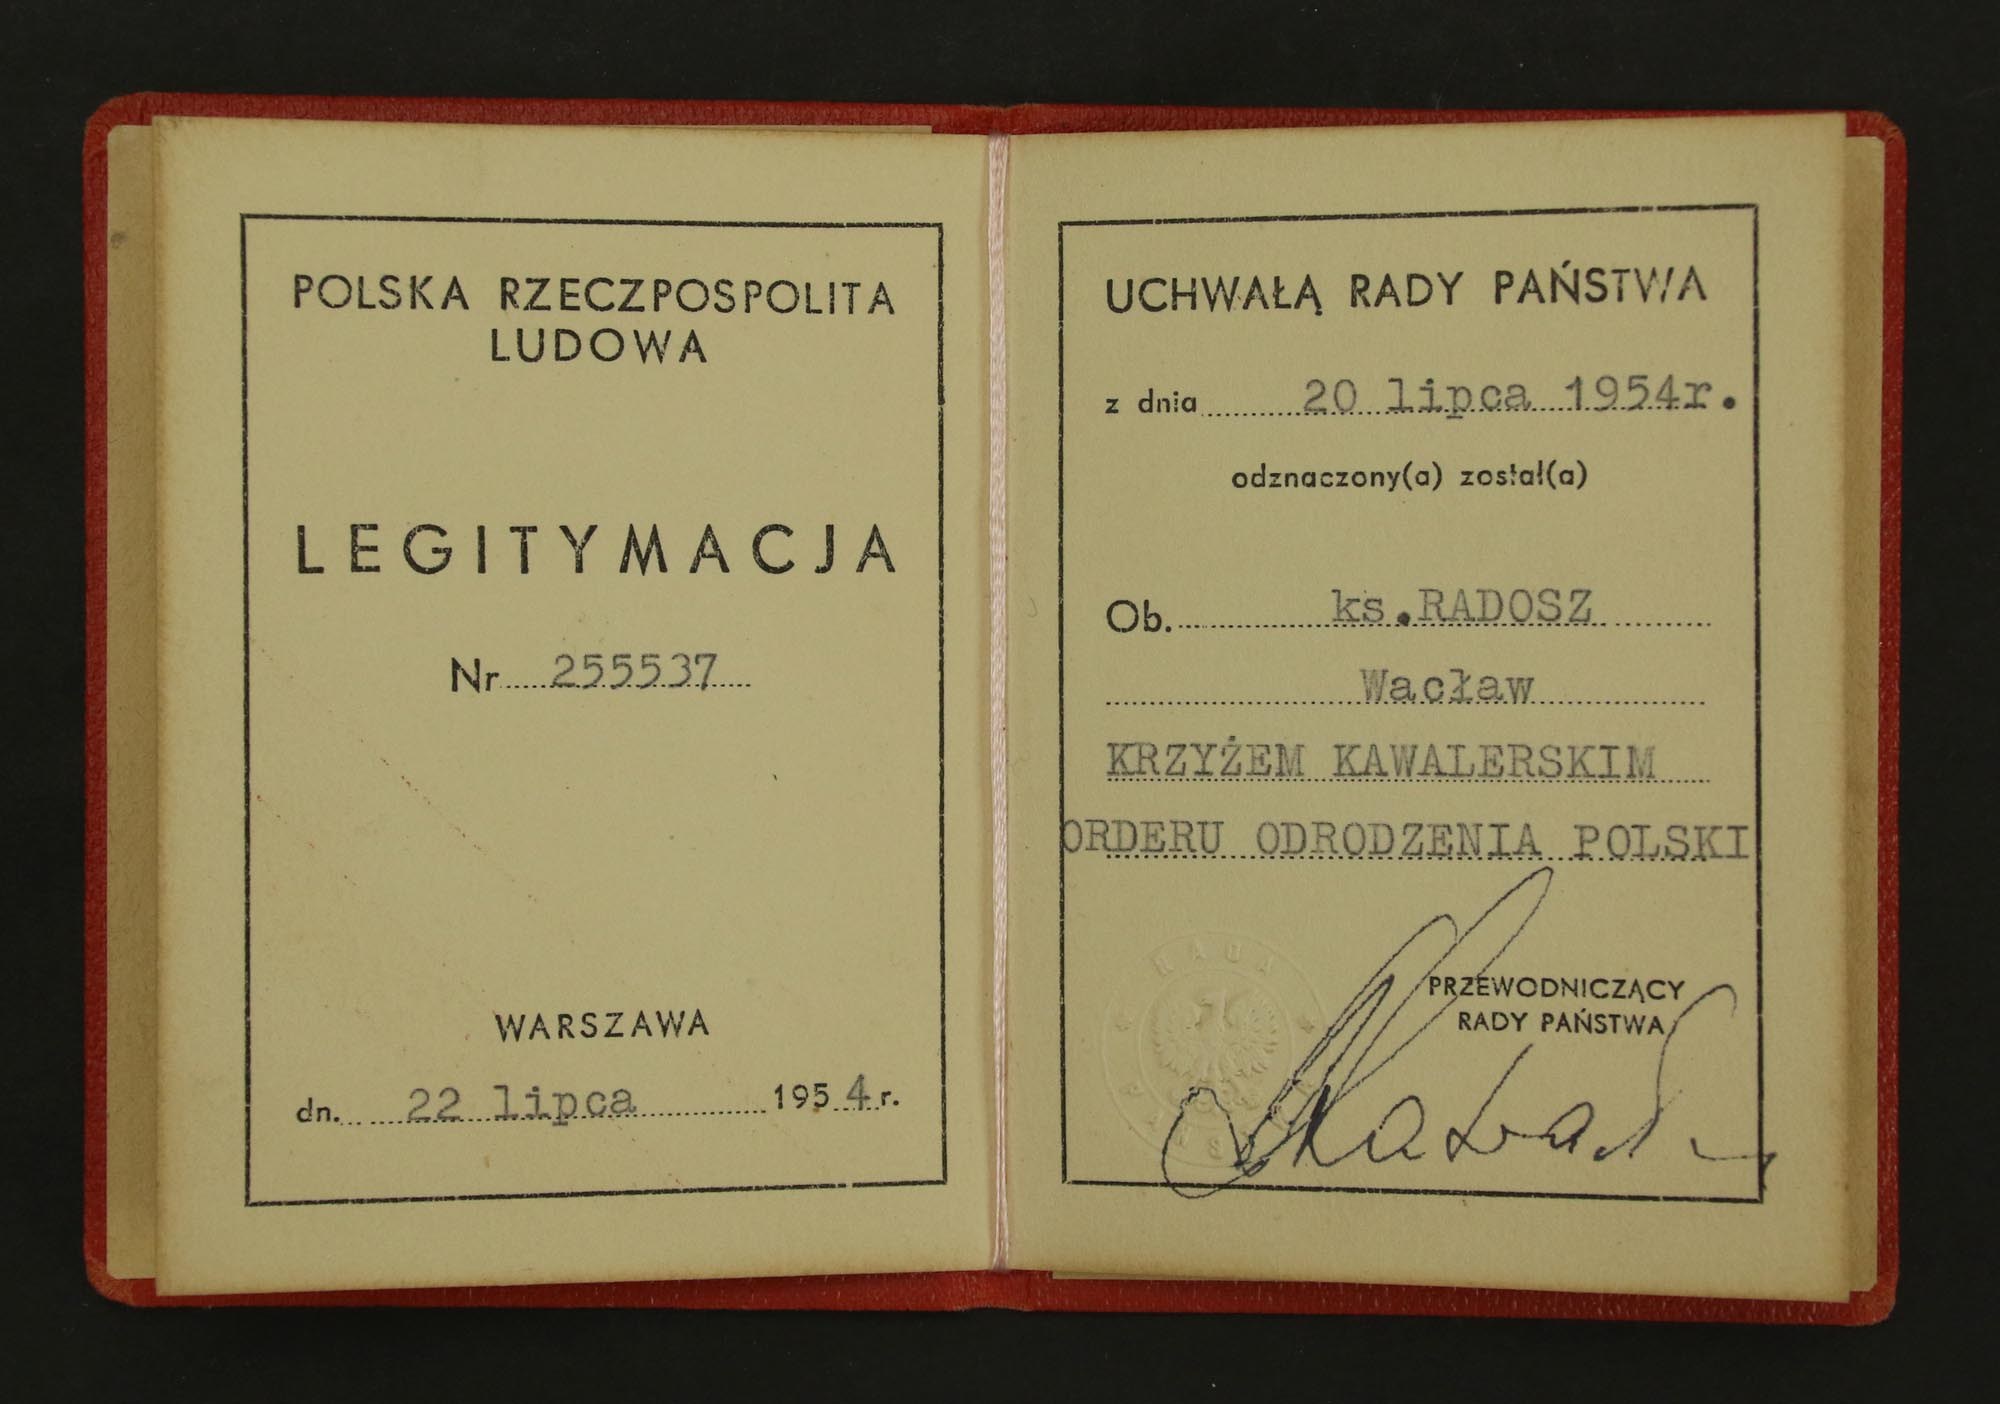 POLSKA RZECZPOSPOLITA
LUDOWA
LEGITYMACJA
Nr 255537
WARSZAWA
dn. 22 lipca 1954 r.
UCHWAŁĄ RADY PAŃSTWA
z dnia 20 lipca 1954r.
odznaczony(a) został(a)
Ob. ks.RADOSZ
Wacław
KRZYŻEM KAWALERSKIM
ORDERU ODRODZENIA POLSKI
PRZEWODNICZĄCY
RADY PAŃSTWA
RADA